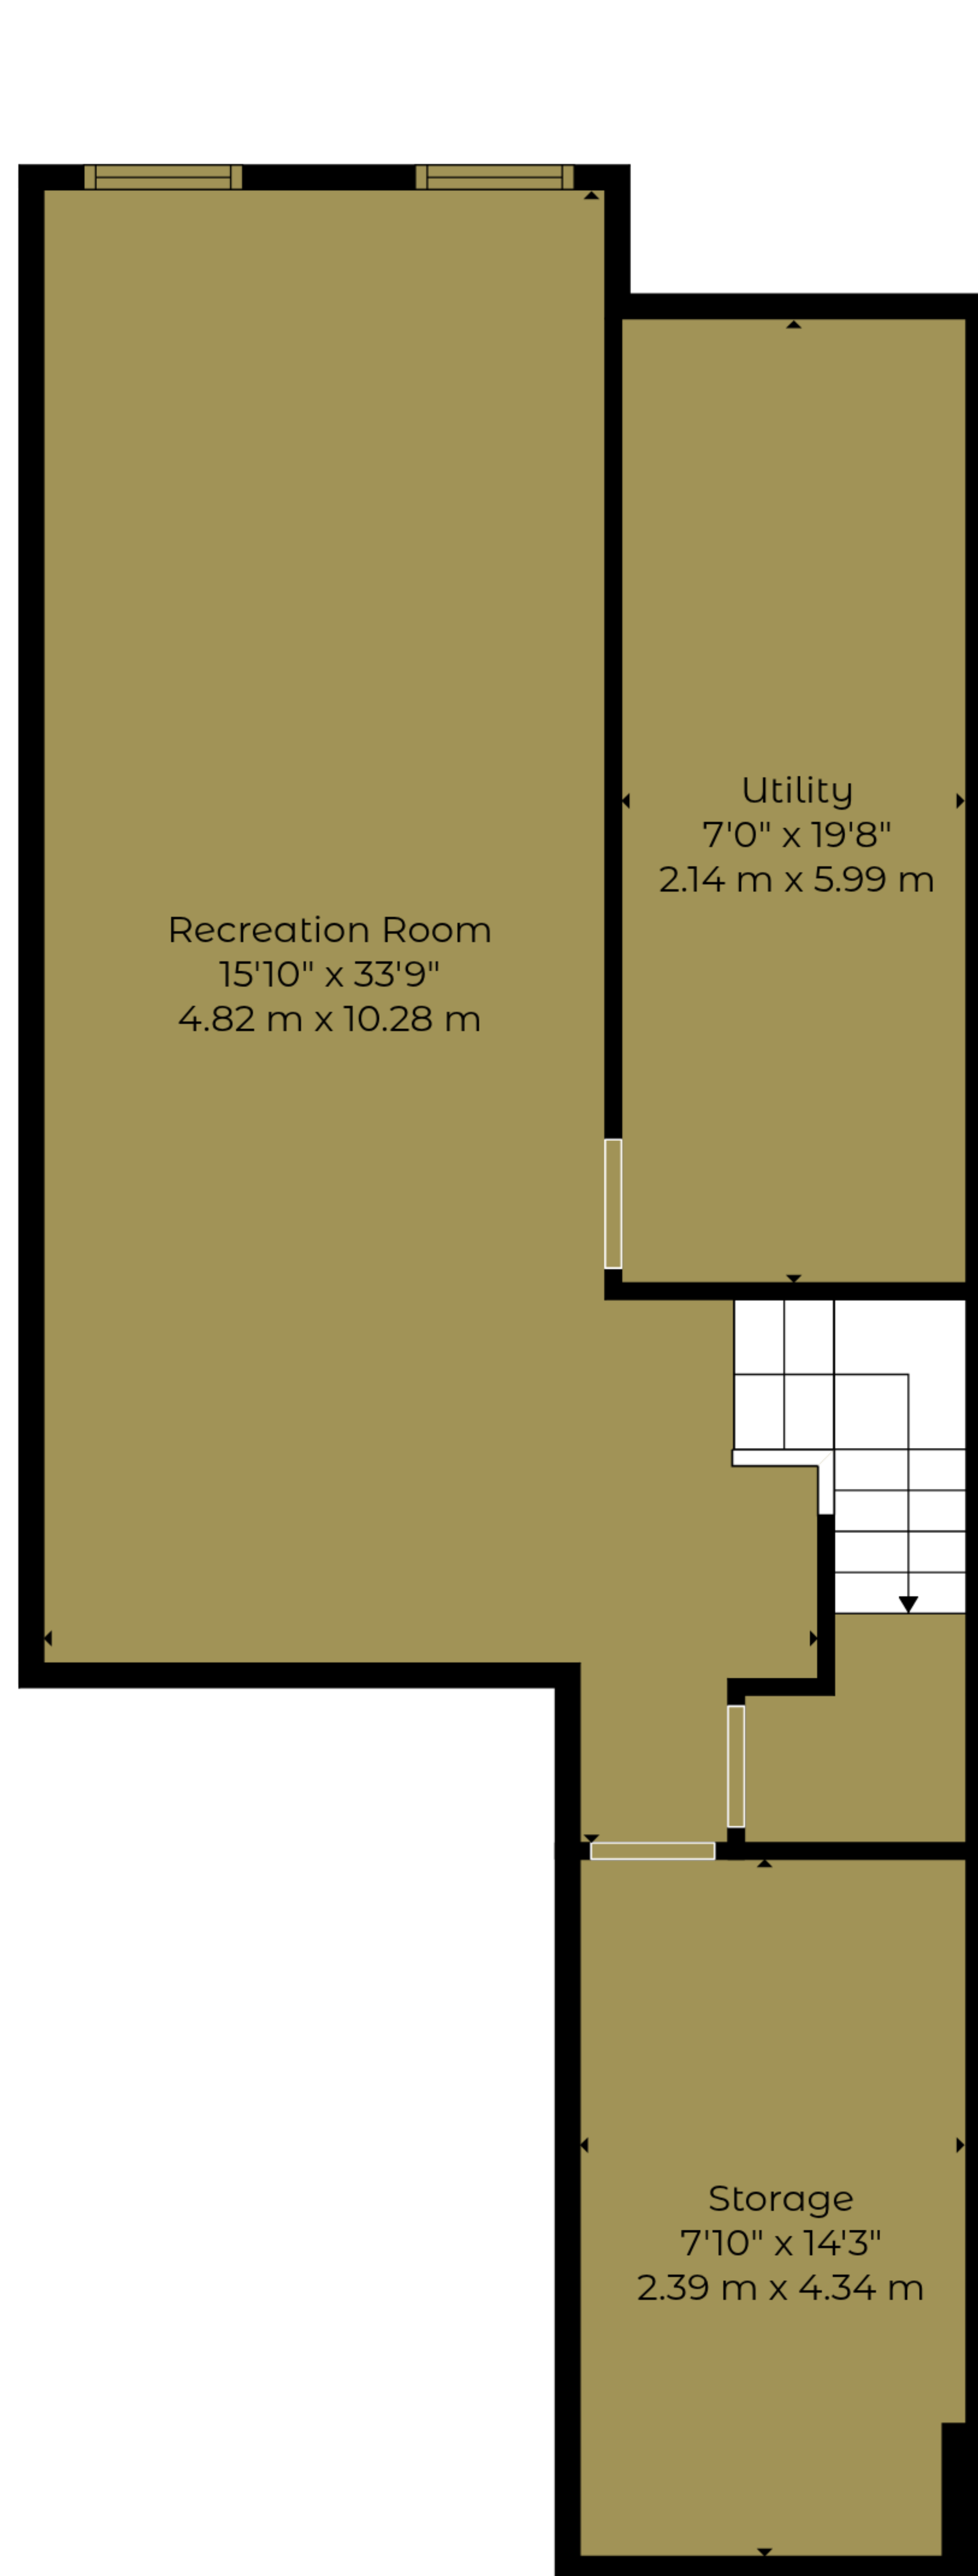 Utility
7'0" x 19'8"
2.14 m x 5.99 m
Recreation Room
15'10" x 33'9"
4.82 m x 10.28 m
Storage
7'10" x 14'3"
2.39 m x 4.34 m